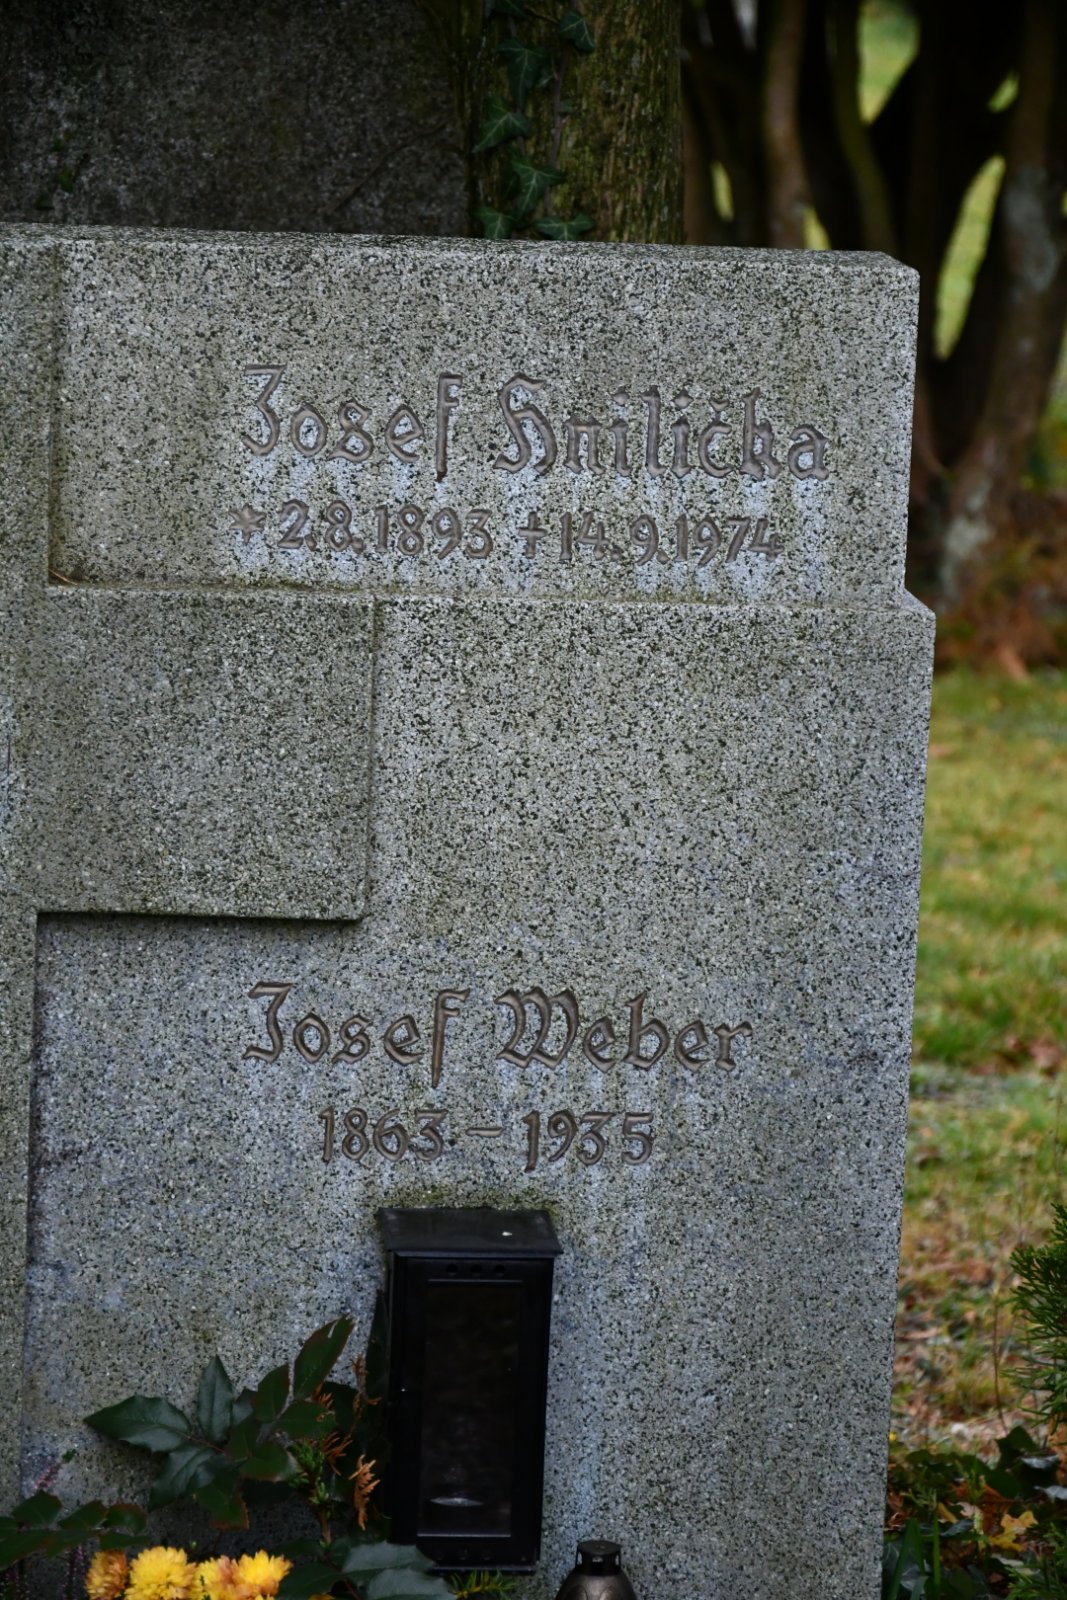 Josef Hnilička
* 2.8.1893 † 14.9.1974
Josef Weber
1863 – 1935